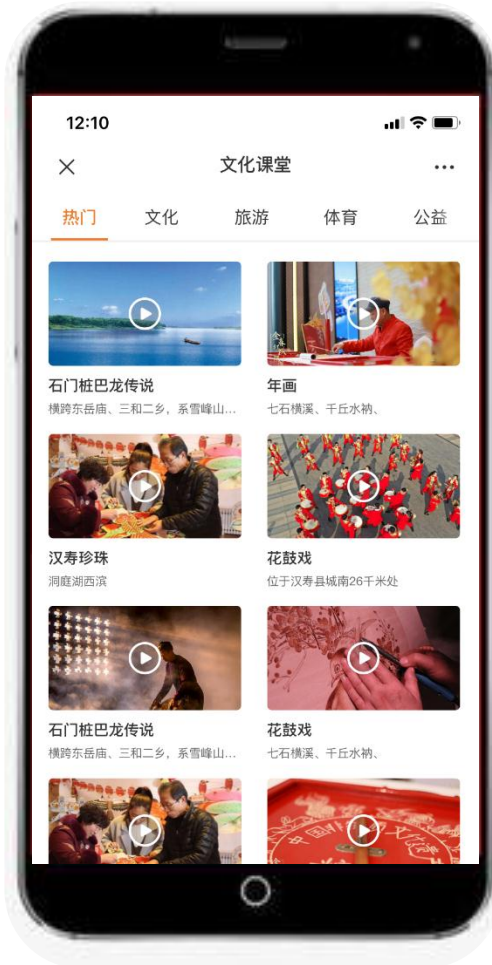 12:10
文化课堂
热门 文化 旅游 体育 公益
石门桩巴龙传说
横跨东岳庙、三和二乡，系雪峰山...
年画
七石横溪、千丘水衲、
汉寿珍珠
洞庭湖西滨
花鼓戏
位于汉寿县城南26千米处
石门桩巴龙传说
横跨东岳庙、三和二乡，系雪峰山...
花鼓戏
七石横溪、千丘水衲、
中国